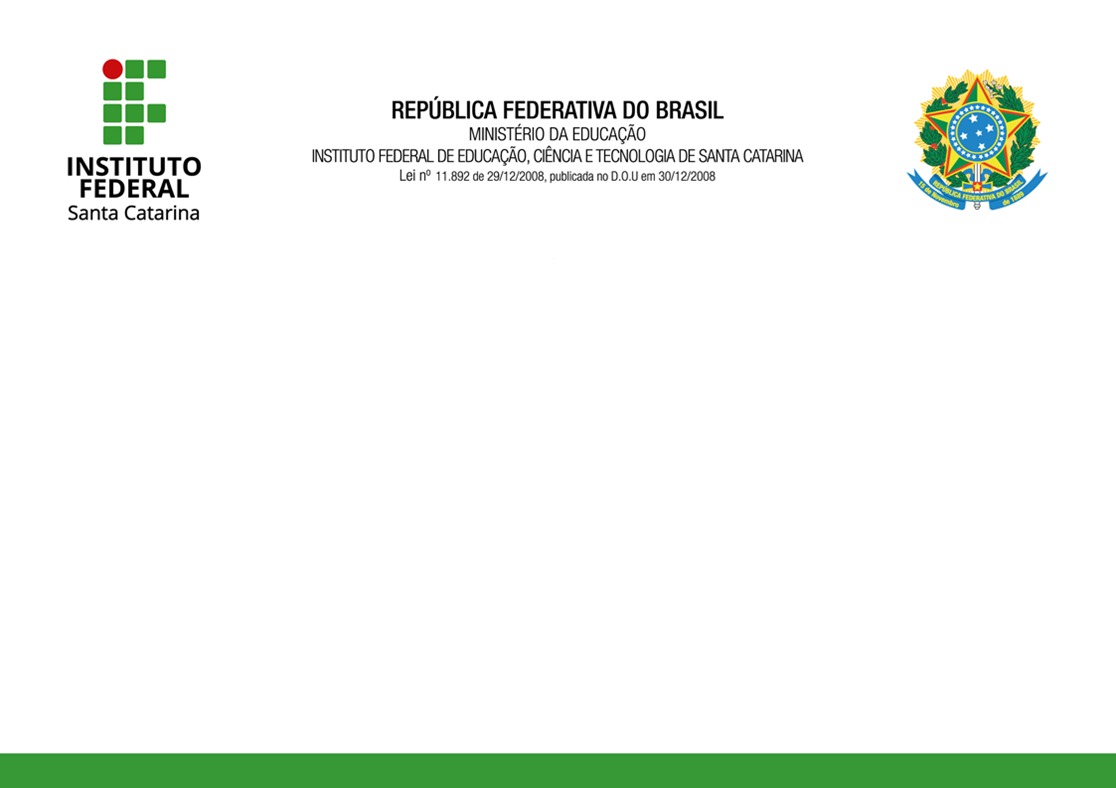 INSTITUTO
FEDERAL
Santa Catarina
REPÚBLICA FEDERATIVA DO BRASIL
MINISTÉRIO DA EDUCAÇÃO
INSTITUTO FEDERAL DE EDUCAÇÃO, CIÊNCIA E TECNOLOGIA DE SANTA CATARINA
Lei nº 11.892 de 29/12/2008, publicada no D.O.U em 30/12/2008
REPÚBLICA FEDERATIVA DO BRASIL
15 de Novembro de 1889